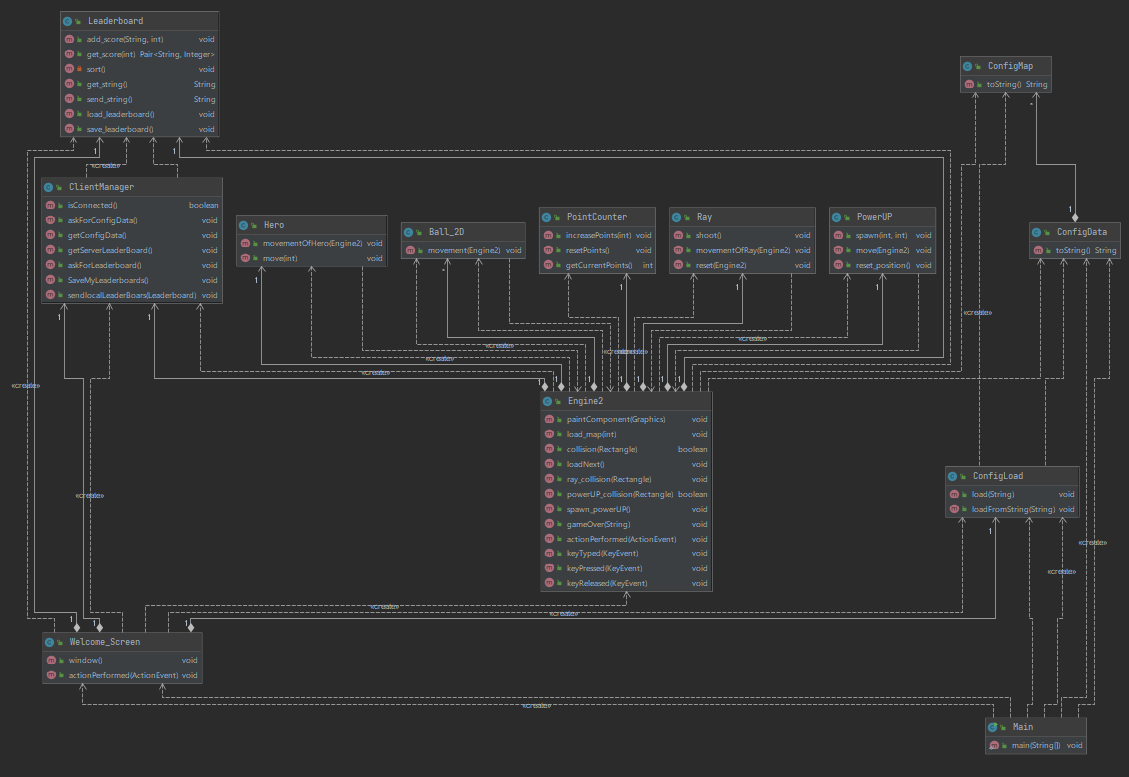 Leaderboard
add_score(String, int) void
get_score(int) Pair<String, Integer>
sort() void
get_string() String
send_string() String
load_leaderboard() void
save_leaderboard() void
ConfigMap
toString() String
*
1
1
«create»
ClientManager
isConnected() boolean
askForConfigData() void
getConfigData() void
getServerLeaderBoard() void
askForLeaderboard() void
SaveMyLeaderboards() void
sendlocalLeaderBoars(Leaderboard) void
Hero
movementOfHero(Engine2) void
move(int) void
Ball_2D
movement(Engine2) void
PointCounter
increasePoints(int) void
resetPoints() void
getCurrentPoints() int
Ray
shoot() void
movementOfRay(Engine2) void
reset(Engine2) void
PowerUP
spawn(int, int) void
move(Engine2) void
reset_position() void
1
ConfigData
toString() String
1
*
1
1
1
1
1
«create»
«create»
«create»
«create»
«create»
«create»
«create»
1
1
1
1
1
1
1
Engine2
paintComponent(Graphics) void
load_map(int) void
collision(Rectangle) boolean
loadNext() void
ray_collision(Rectangle) void
powerUP_collision(Rectangle) boolean
spawn_powerUP() void
gameOver(String) void
actionPerformed(ActionEvent) void
keyTyped(KeyEvent) void
keyPressed(KeyEvent) void
keyReleased(KeyEvent) void
ConfigLoad
load(String) void
loadFromString(String) void
1
«create»
«create»
«create»
«create»
«create»
1
1
1
Welcome_Screen
window() void
actionPerformed(ActionEvent) void
«create»
Main
main(String[]) void